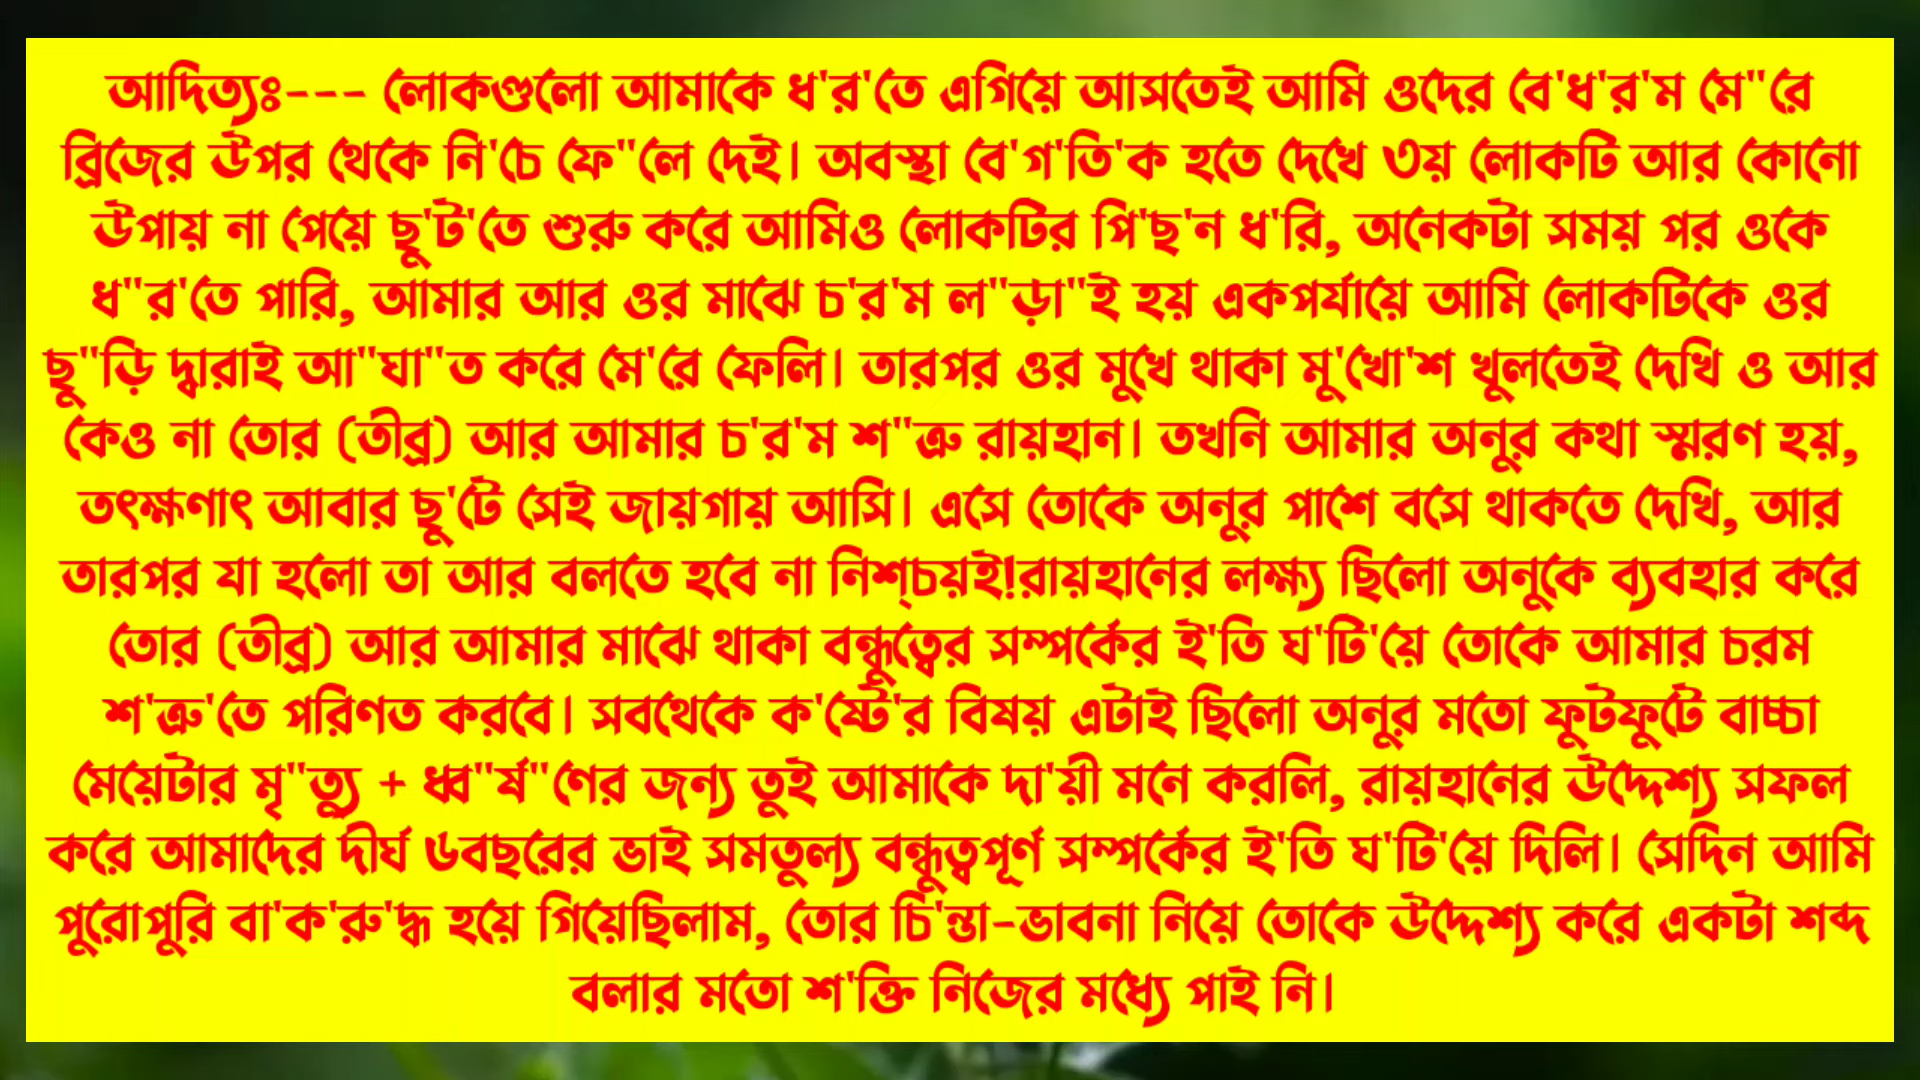 আদিত্যঃ--- লোকগুলো আমাকে ধ'র'তে এগিয়ে আসতেই আমি ওদের বে'ধ'র'ম মে"রে
ব্রিজের উপর থেকে নি'চে ফে"লে দেই। অবস্থা বে'গ'তি'ক হতে দেখে ৩য় লোকটি আর কোনো
উপায় না পেয়ে ছু'ট'তে শুরু করে আমিও লোকটির পি'ছ'ন ধ'রি, অনেকটা সময় পর ওকে
ধ"র'তে পারি, আমার আর ওর মাঝে চ'র'ম ল"ড়া"ই হয় একপর্যায়ে আমি লোকটিকে ওর
ছু"ড়ি দ্বারাই আ"ঘা"ত করে মে'রে ফেলি। তারপর ওর মুখে থাকা মু'খো'শ খুলতেই দেখি ও আর
কেও না তোর (তীব্র) আর আমার চ'র'ম শ"ত্রু রায়হান। তখনি আমার অনুর কথা স্মরণ হয়,
তৎক্ষণাৎ আবার ছু'টে সেই জায়গায় আসি। এসে তোকে অনুর পাশে বসে থাকতে দেখি, আর
তারপর যা হলো তা আর বলতে হবে না নিশ্চয়ই!রায়হানের লক্ষ্য ছিলো অনুকে ব্যবহার করে
তোর (তীব্র) আর আমার মাঝে থাকা বন্ধুত্বের সম্পর্কের ই'তি ঘ'টি'য়ে তোকে আমার চরম
শ'ত্রু'তে পরিণত করবে। সবথেকে ক'ষ্টে'র বিষয় এটাই ছিলো অনুর মতো ফুটফুটে বাচ্চা
মেয়েটার মৃ"ত্যু + ধ্ব"র্ষ"ণের জন্য তুই আমাকে দা'য়ী মনে করলি, রায়হানের উদ্দেশ্য সফল
করে আমাদের দীর্ঘ ৬বছরের ভাই সমতুল্য বন্ধুত্বপূর্ণ সম্পর্কের ই'তি ঘ'টি'য়ে দিলি। সেদিন আমি
পুরোপুরি বা'ক'রু'দ্ধ হয়ে গিয়েছিলাম, তোর চি'ন্তা-ভাবনা নিয়ে তোকে উদ্দেশ্য করে একটা শব্দ
বলার মতো শ'ক্তি নিজের মধ্যে পাই নি।